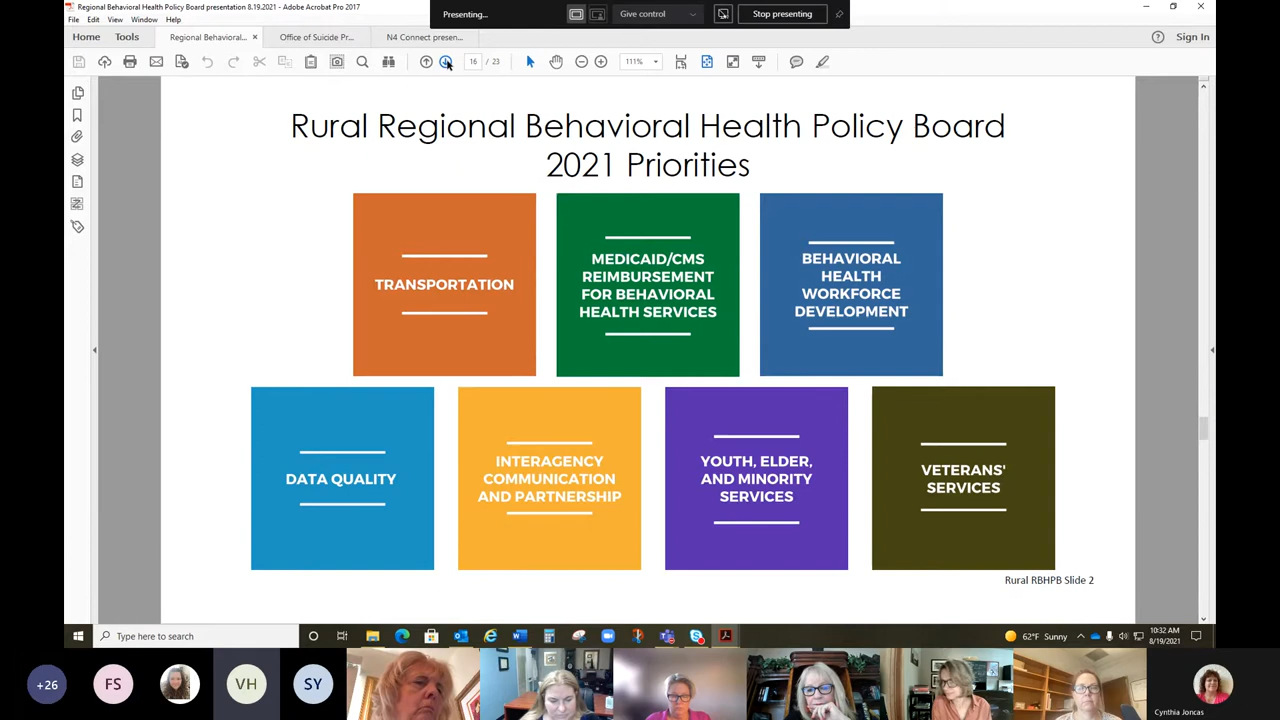 Regional Behavioral Health Policy Board presentation 8.19.2021 - Adobe Acrobat Pro 2017
Presenting...
Give control
Stop presenting
File Edit View Window Help
Home Tools
Regional Behavioral...
Office of Suicide Pr...
N4 Connect presen...
Sign In
16 / 23
111%
Rural Regional Behavioral Health Policy Board
2021 Priorities
TRANSPORTATION
MEDICAID/CMS
REIMBURSEMENT
FOR BEHAVIORAL
HEALTH SERVICES
BEHAVIORAL
HEALTH
WORKFORCE
DEVELOPMENT
DATA QUALITY
INTERAGENCY
COMMUNICATION
AND PARTNERSHIP
YOUTH, ELDER,
AND MINORITY
SERVICES
VETERANS'
SERVICES
Rural RBHPB Slide 2
Type here to search
62°F Sunny
10:32 AM
8/19/2021
+26
FS
VH
SY
Cynthia Joncas